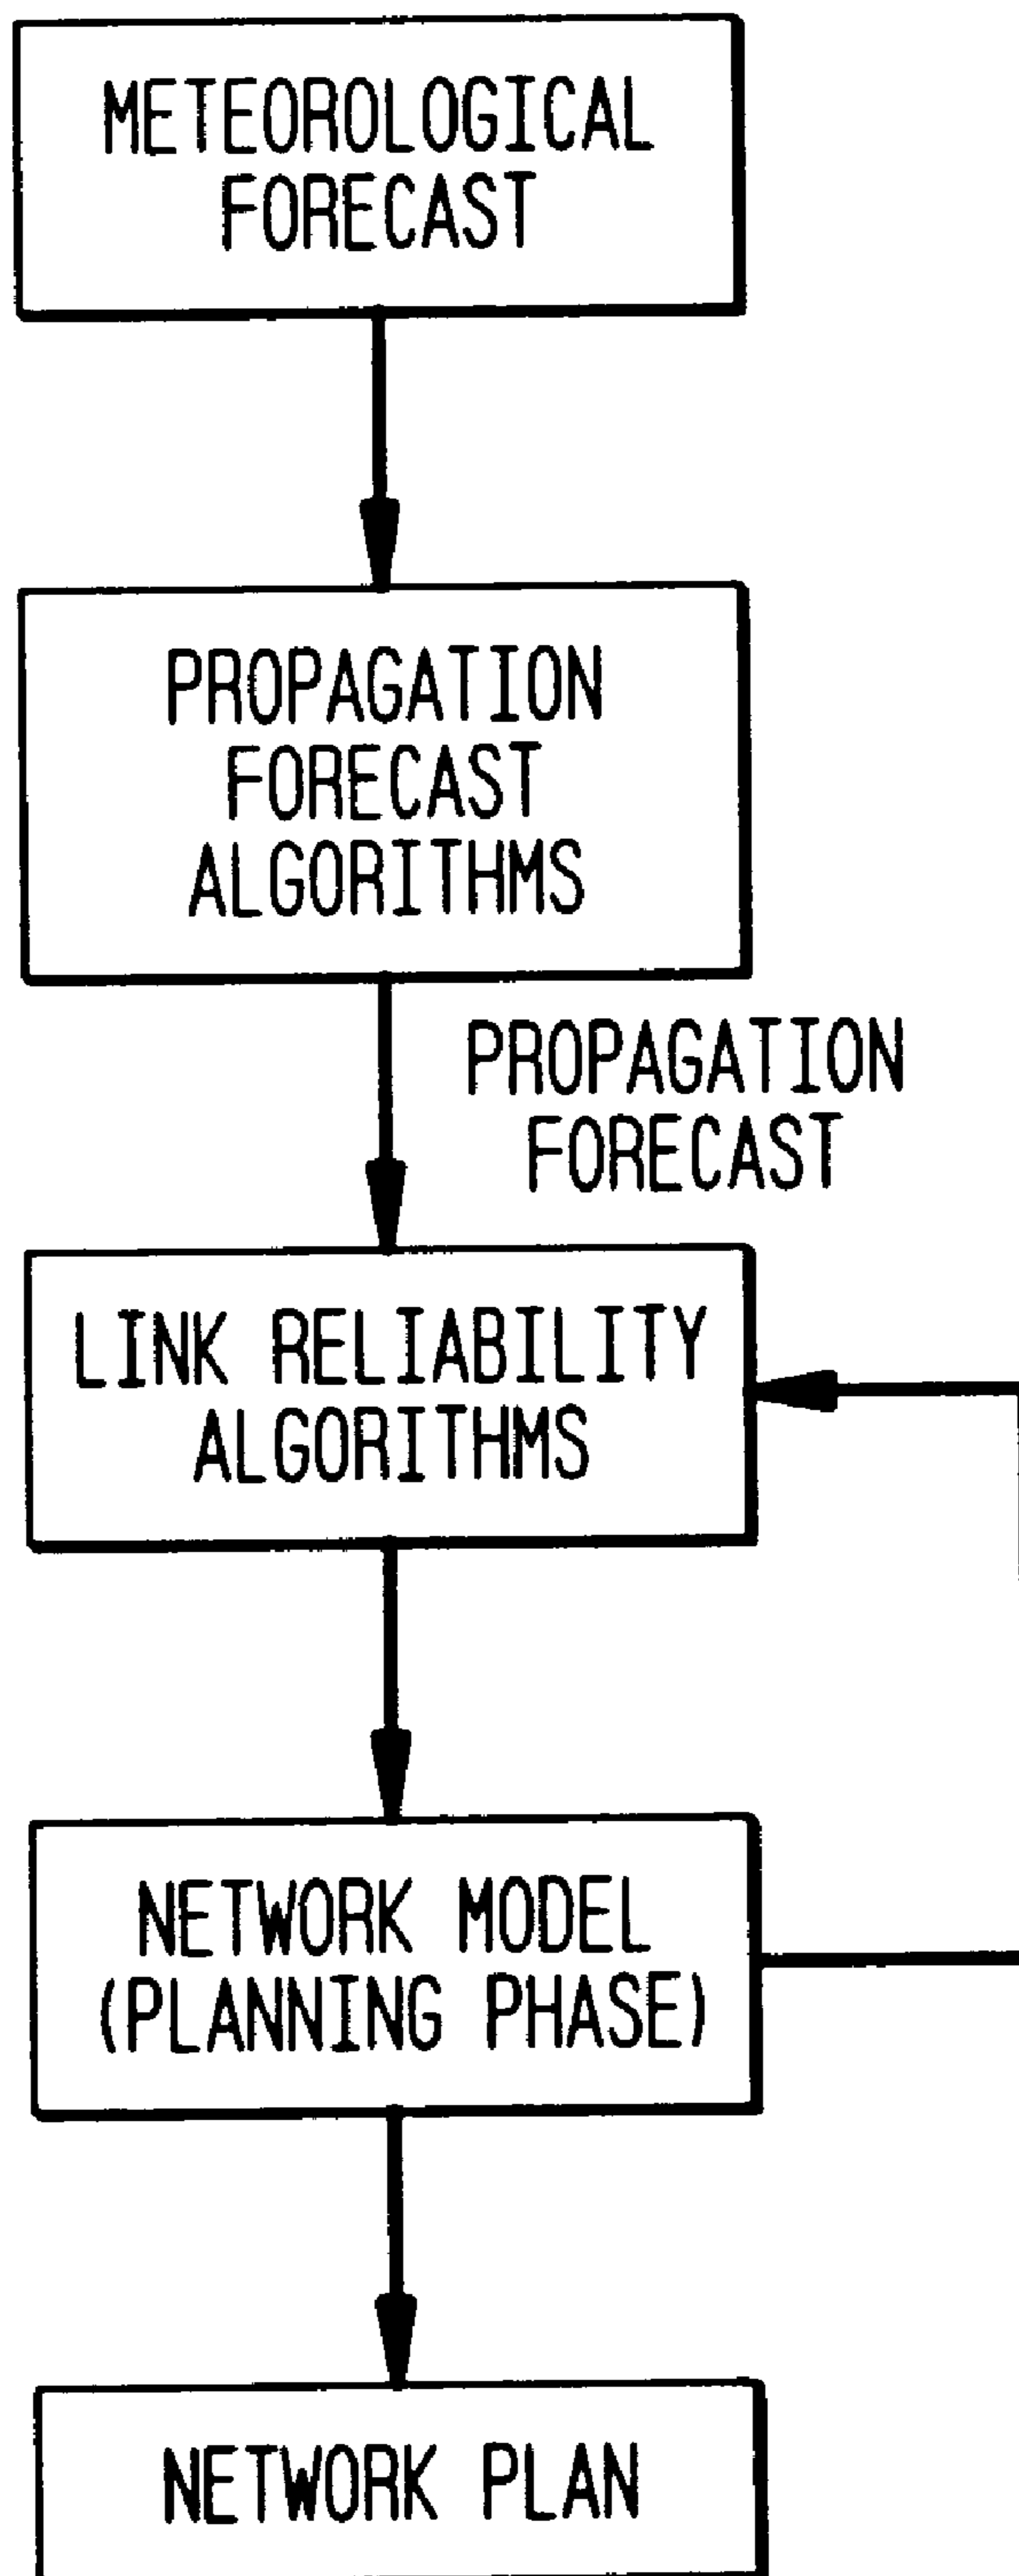 METEOROLOGICAL
FORECAST
PROPAGATION
FORECAST
ALGORITHMS
PROPAGATION
FORECAST
LINK RELIABILITY
ALGORITHMS
NETWORK MODEL
(PLANNING PHASE)
NETWORK PLAN